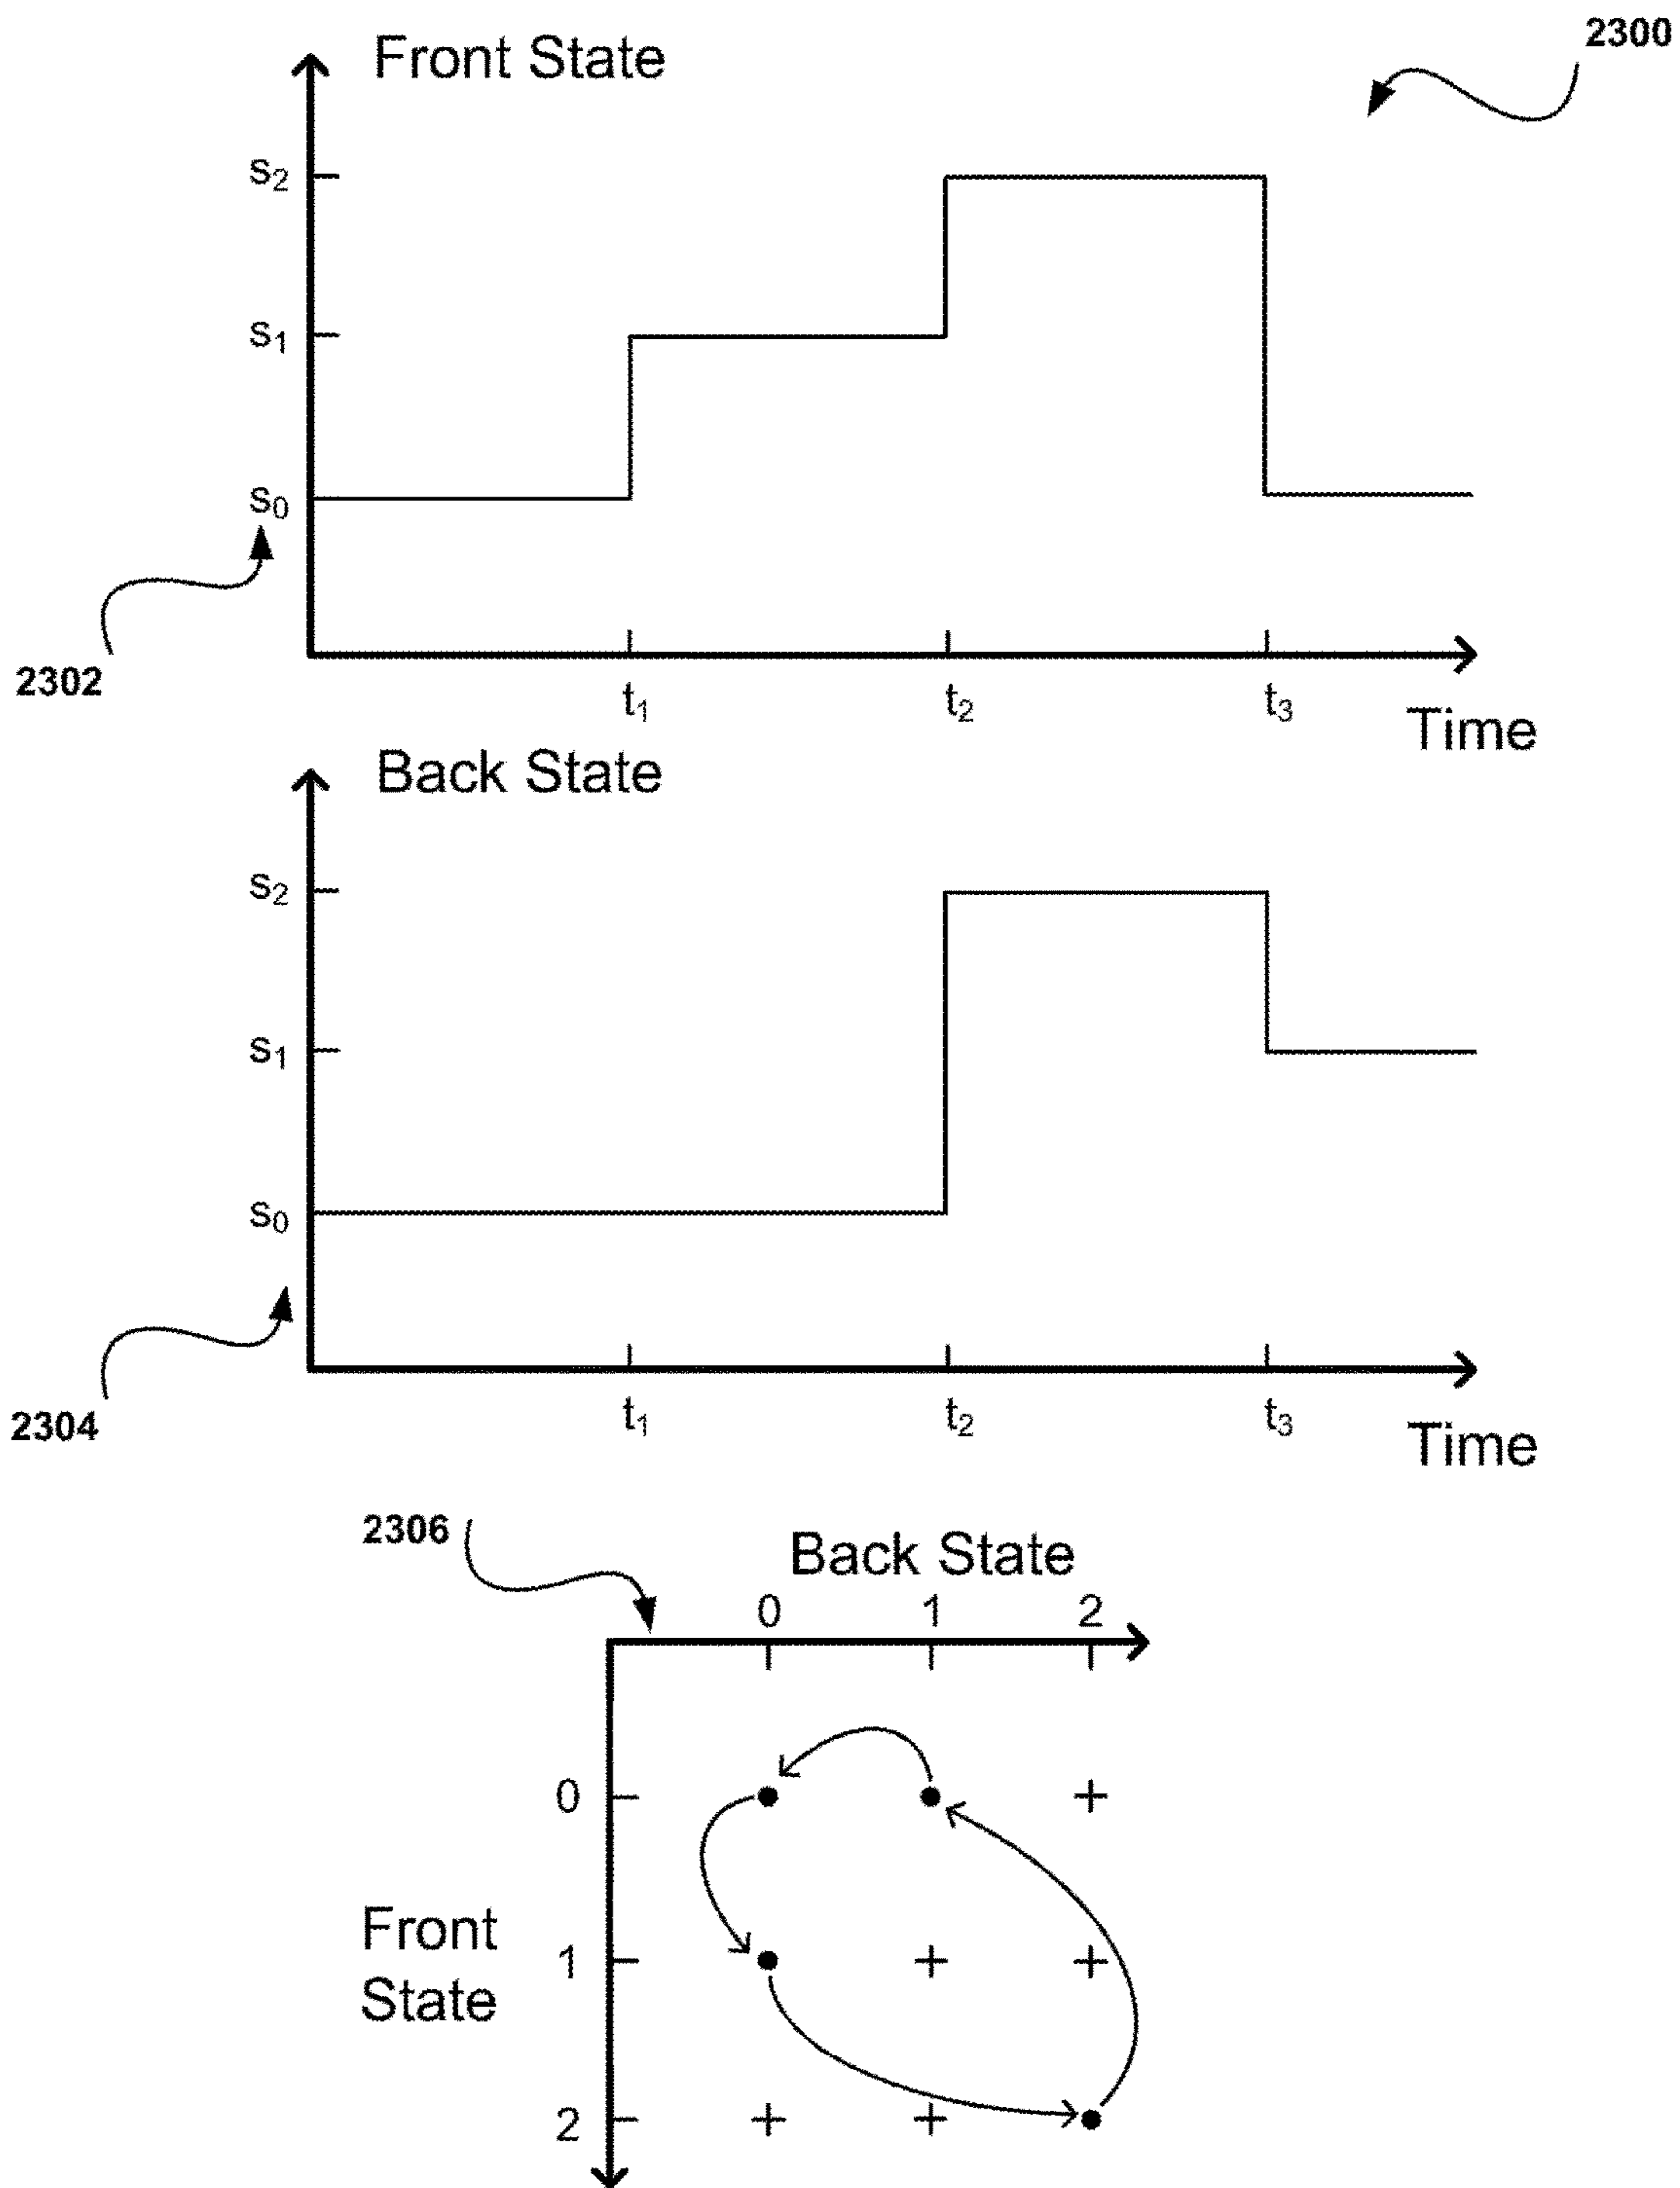 2300
Front State
s2
s1
s0
2302
t1 t2 t3
Time
Back State
s2
s1
s0
2304
t1 t2 t3
Time
2306
Back State
0 1 2
0
Front
State
1
2